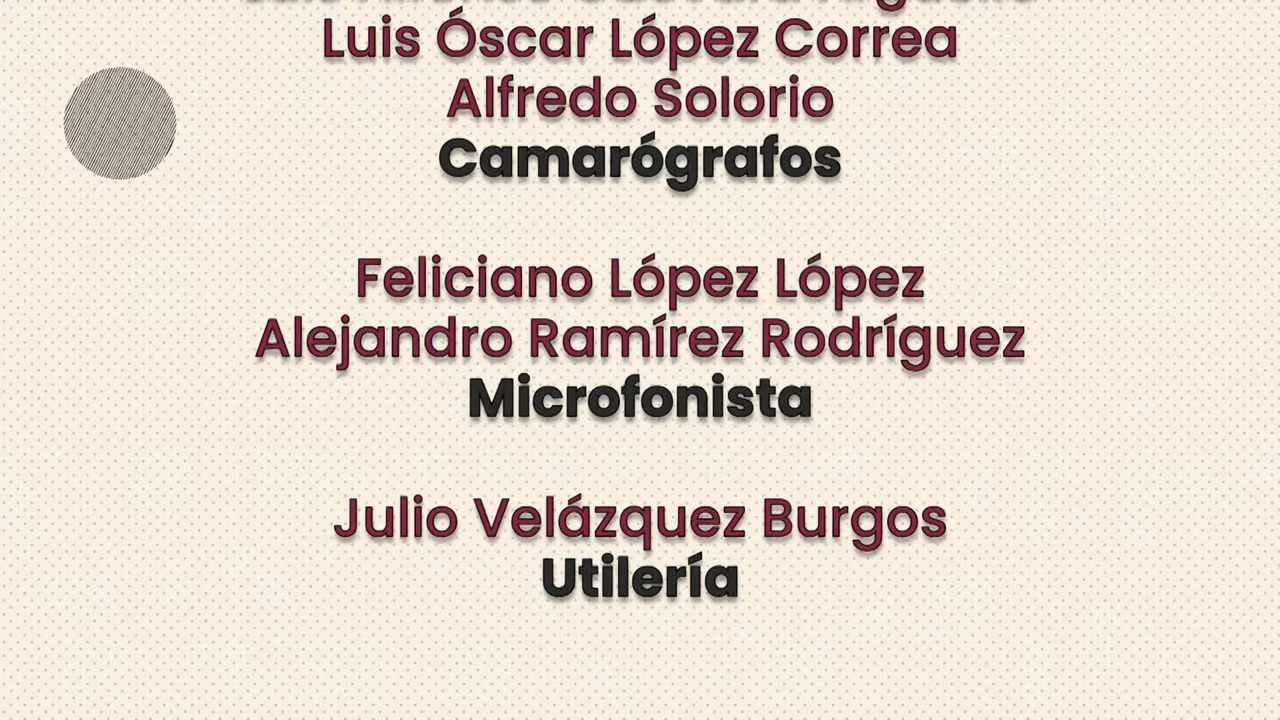 Luis Óscar López Correa
Alfredo Solorio
Camarógrafos
Feliciano López López
Alejandro Ramírez Rodríguez
Microfonista
Julio Velázquez Burgos
Utilería